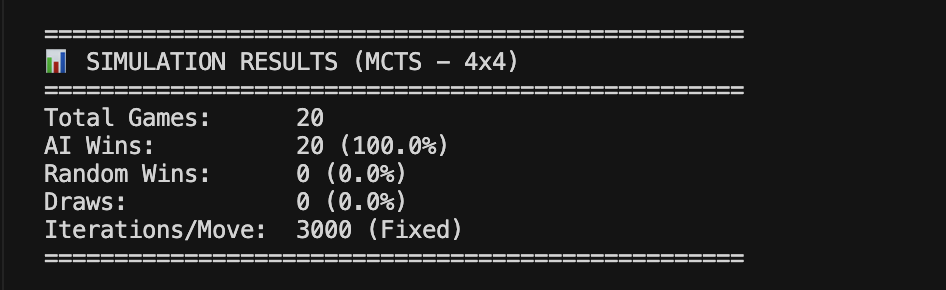 ==================================================
📊 SIMULATION RESULTS (MCTS - 4x4)
==================================================
Total Games:      20
AI Wins:          20 (100.0%)
Random Wins:      0 (0.0%)
Draws:            0 (0.0%)
Iterations/Move:  3000 (Fixed)
==================================================